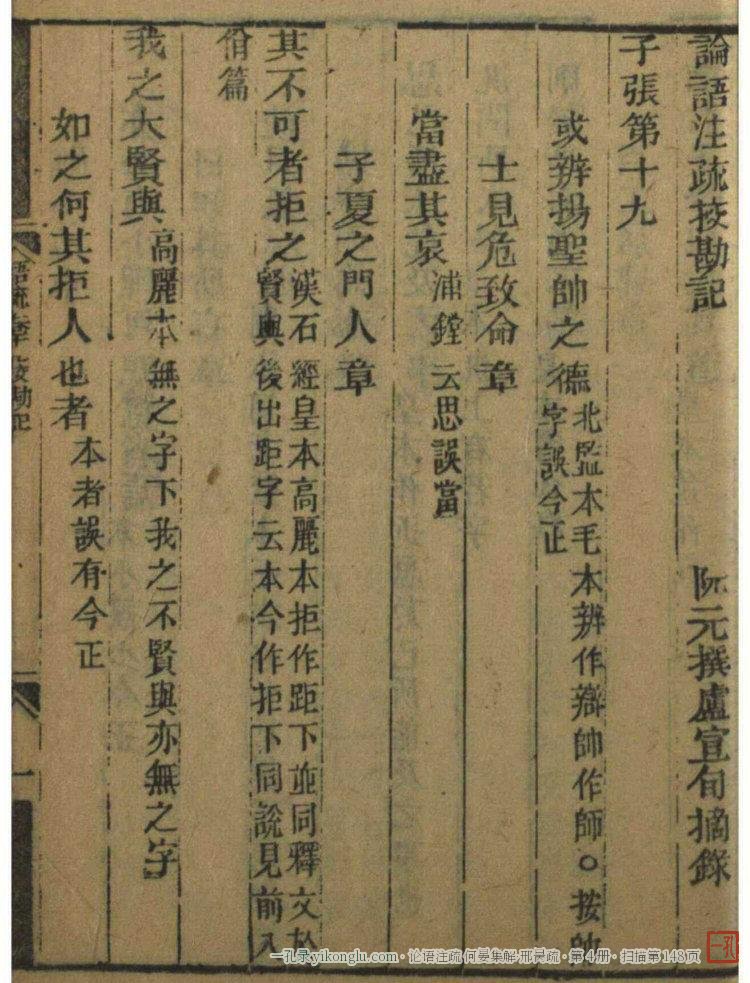 論語注疏挍勘記 阮元撰盧宣旬摘錄
子張第十九
或辨揚聖帥之德 北監本毛本辨作辯帥作師○按帥
字誤今正
士見危致命章
當盡其哀 浦鏜云思誤當
子夏之門人章
其不可者拒之 漢石經皇本高麗本拒作距下並同釋文於
賢與後出距字云本今作拒下同說見前八
佾篇
我之大賢與 高麗本無之字下我之不賢與亦無之字
如之何其拒人也者 本者誤有今正
一孔录yikonglu.com · 论语注疏·何晏集解·邢昺疏 · 第4册 · 扫描第148页
一孔